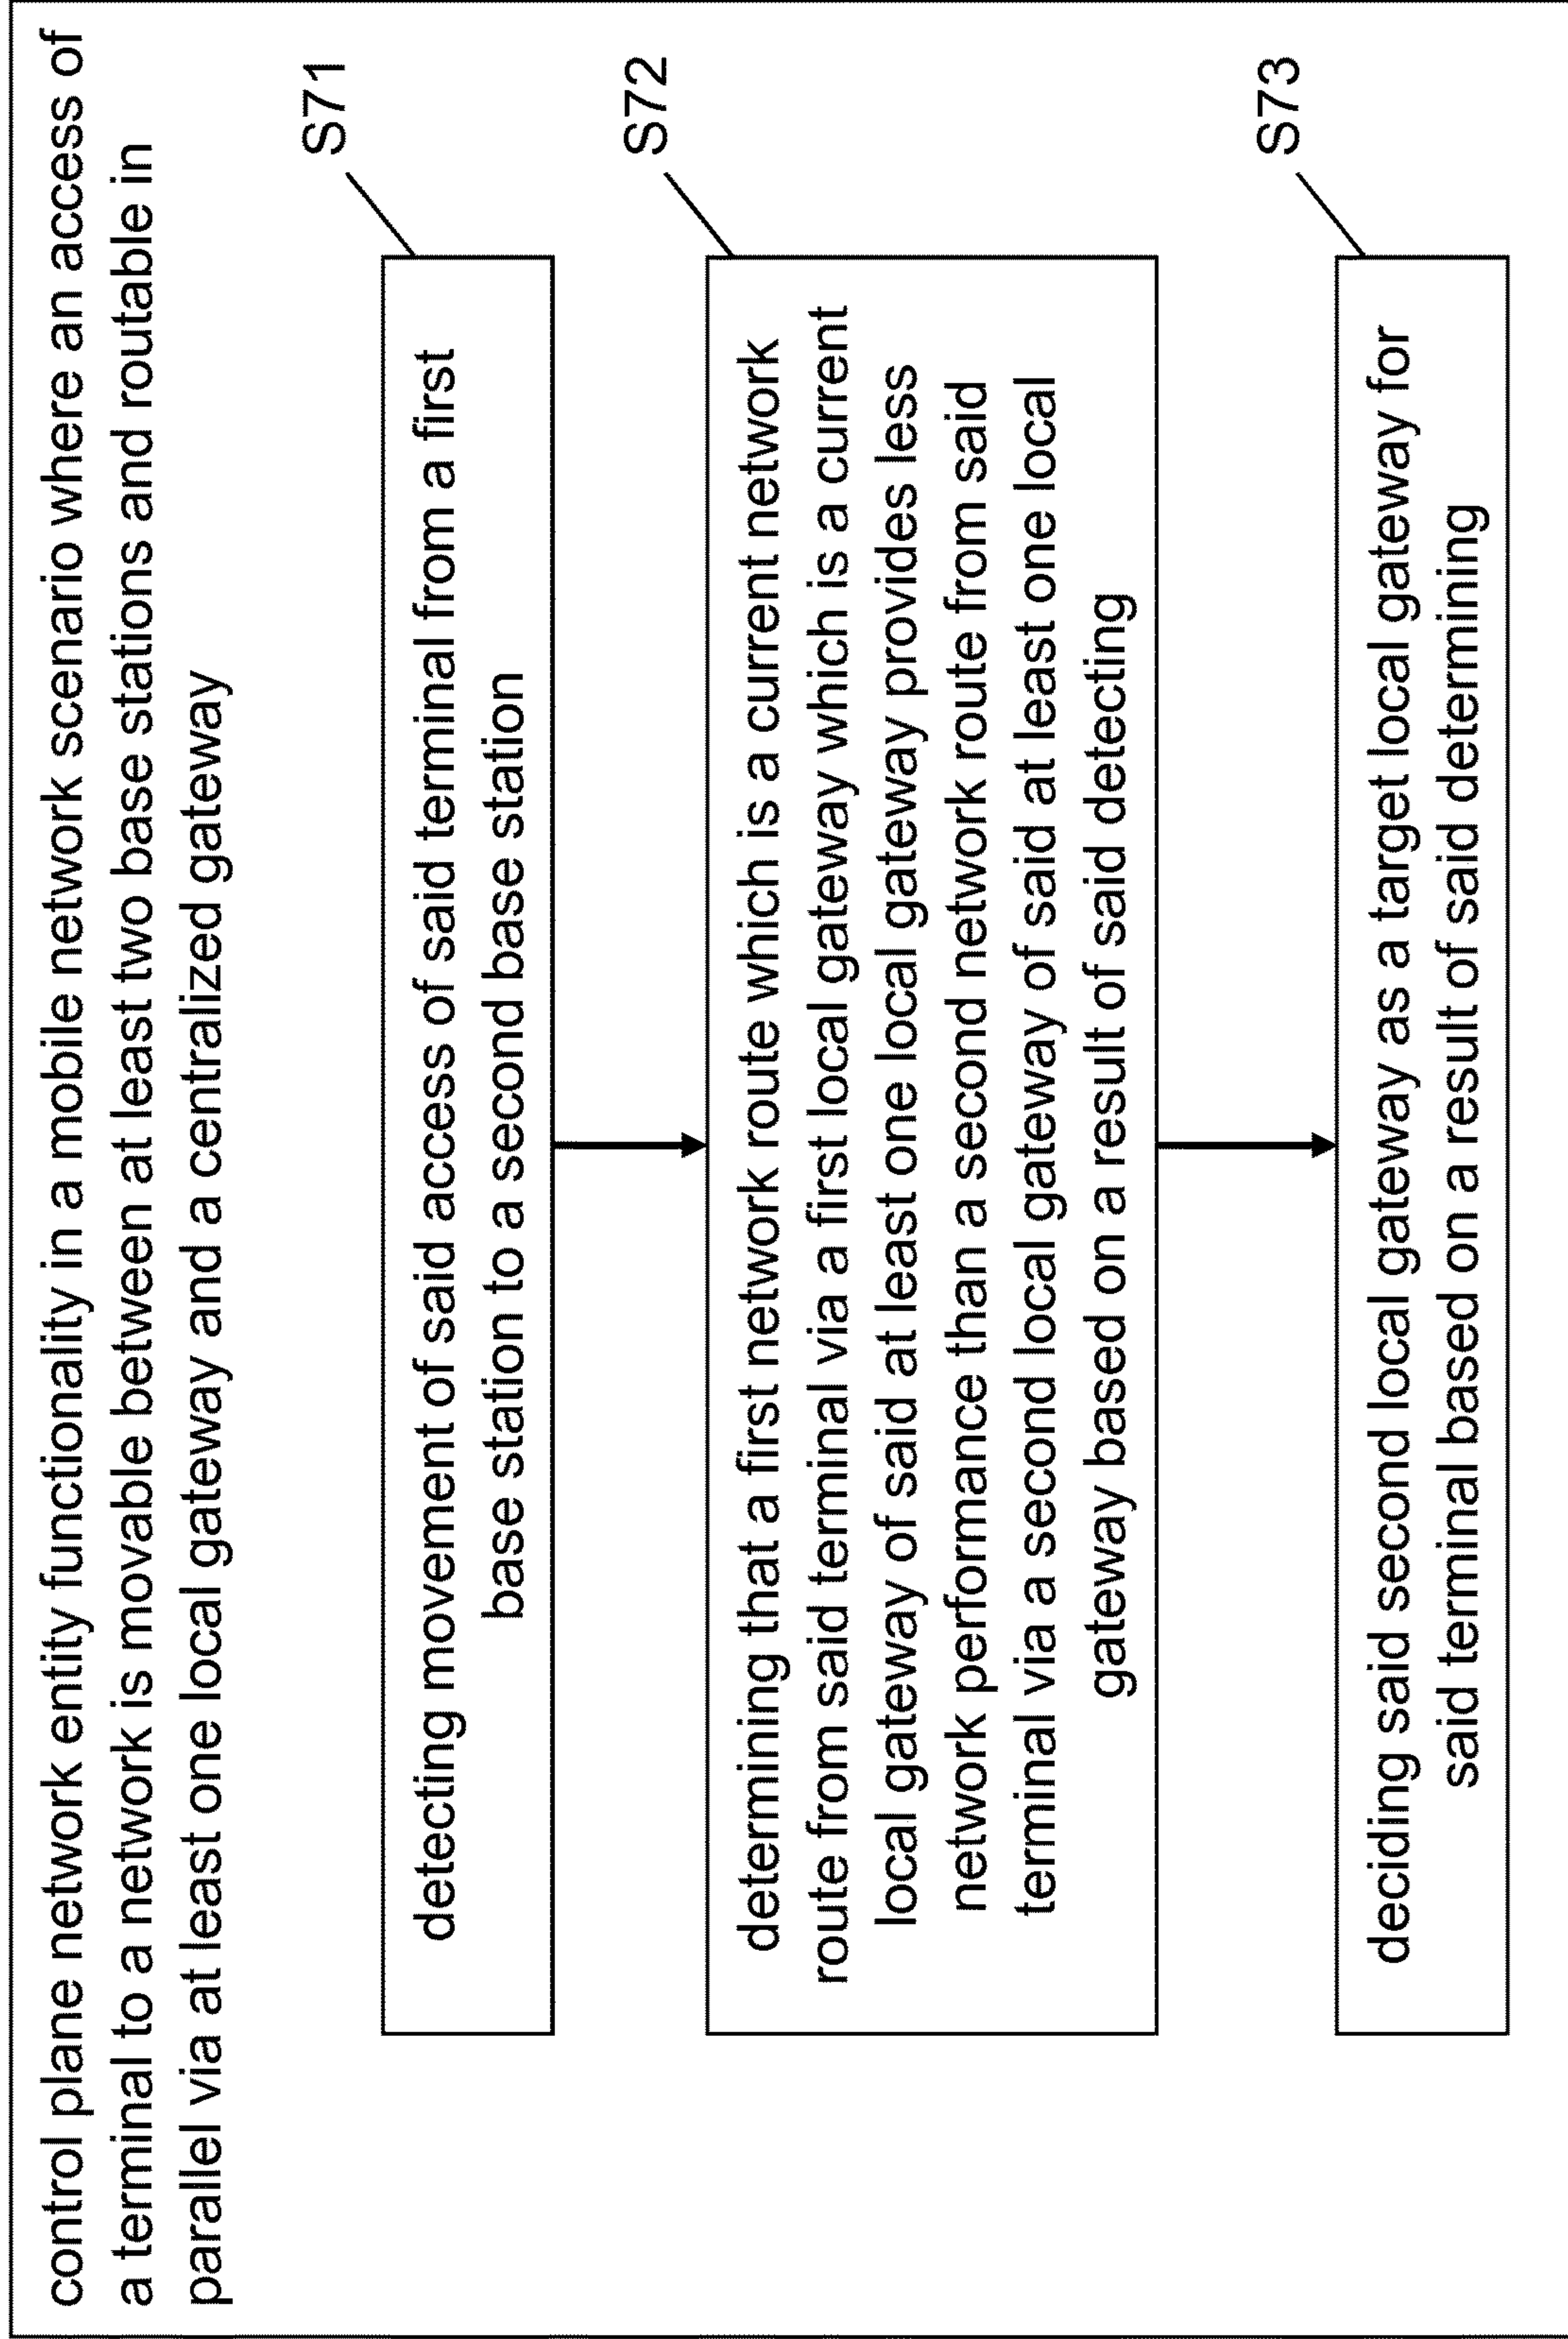 control plane network entity functionality in a mobile network scenario where an access of
a terminal to a network is movable between at least two base stations and routable in
parallel via at least one local gateway and a centralized gateway
S71
detecting movement of said access of said terminal from a first
base station to a second base station
S72
determining that a first network route which is a current network
route from said terminal via a first local gateway which is a current
local gateway of said at least one local gateway provides less
network performance than a second network route from said
terminal via a second local gateway of said at least one local
gateway based on a result of said detecting
S73
deciding said second local gateway as a target local gateway for
said terminal based on a result of said determining